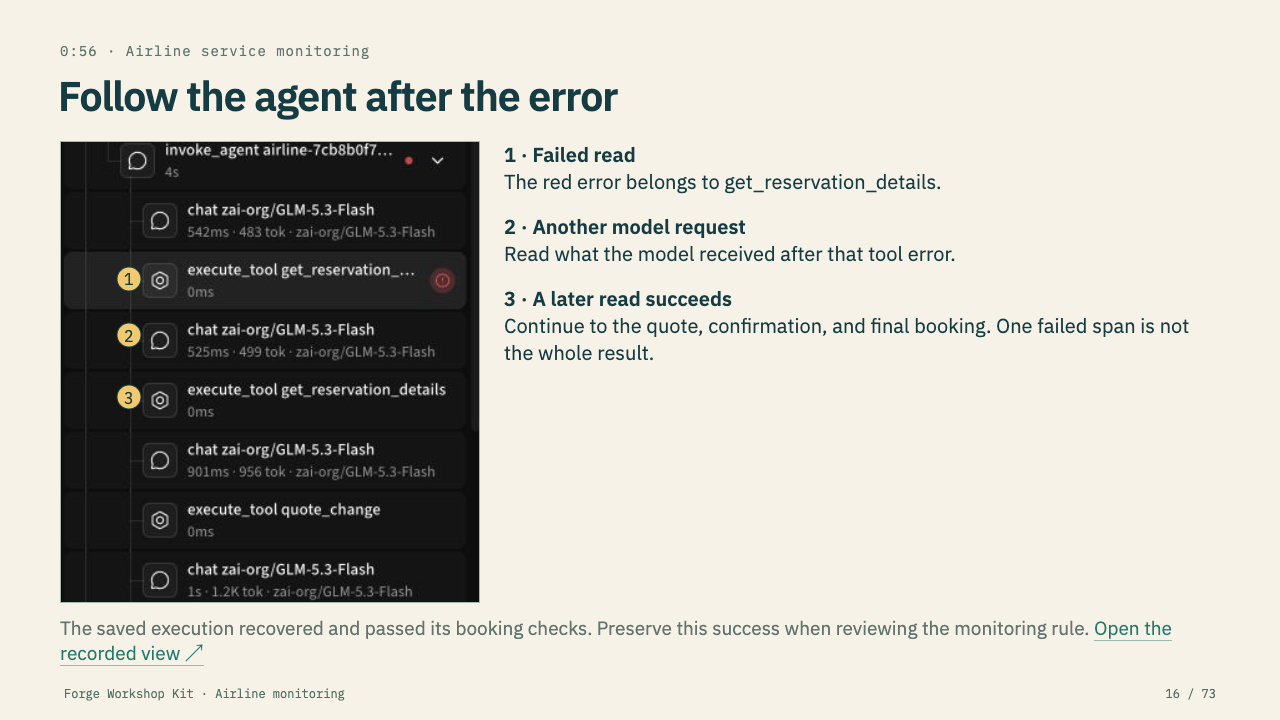 0:56 · Airline service monitoring
Follow the agent after the error
invoke_agent airline-7cb8b0f7…
4s
chat zai-org/GLM-5.3-Flash
542ms · 483 tok · zai-org/GLM-5.3-Flash
1
execute_tool get_reservation_…
0ms
2
chat zai-org/GLM-5.3-Flash
525ms · 499 tok · zai-org/GLM-5.3-Flash
3
execute_tool get_reservation_details
0ms
chat zai-org/GLM-5.3-Flash
901ms · 956 tok · zai-org/GLM-5.3-Flash
execute_tool quote_change
0ms
chat zai-org/GLM-5.3-Flash
1s · 1.2K tok · zai-org/GLM-5.3-Flash
1 · Failed read
The red error belongs to get_reservation_details.
2 · Another model request
Read what the model received after that tool error.
3 · A later read succeeds
Continue to the quote, confirmation, and final booking. One failed span is not
the whole result.
The saved execution recovered and passed its booking checks. Preserve this success when reviewing the monitoring rule. Open the
recorded view ↗
Forge Workshop Kit · Airline monitoring
16 / 73